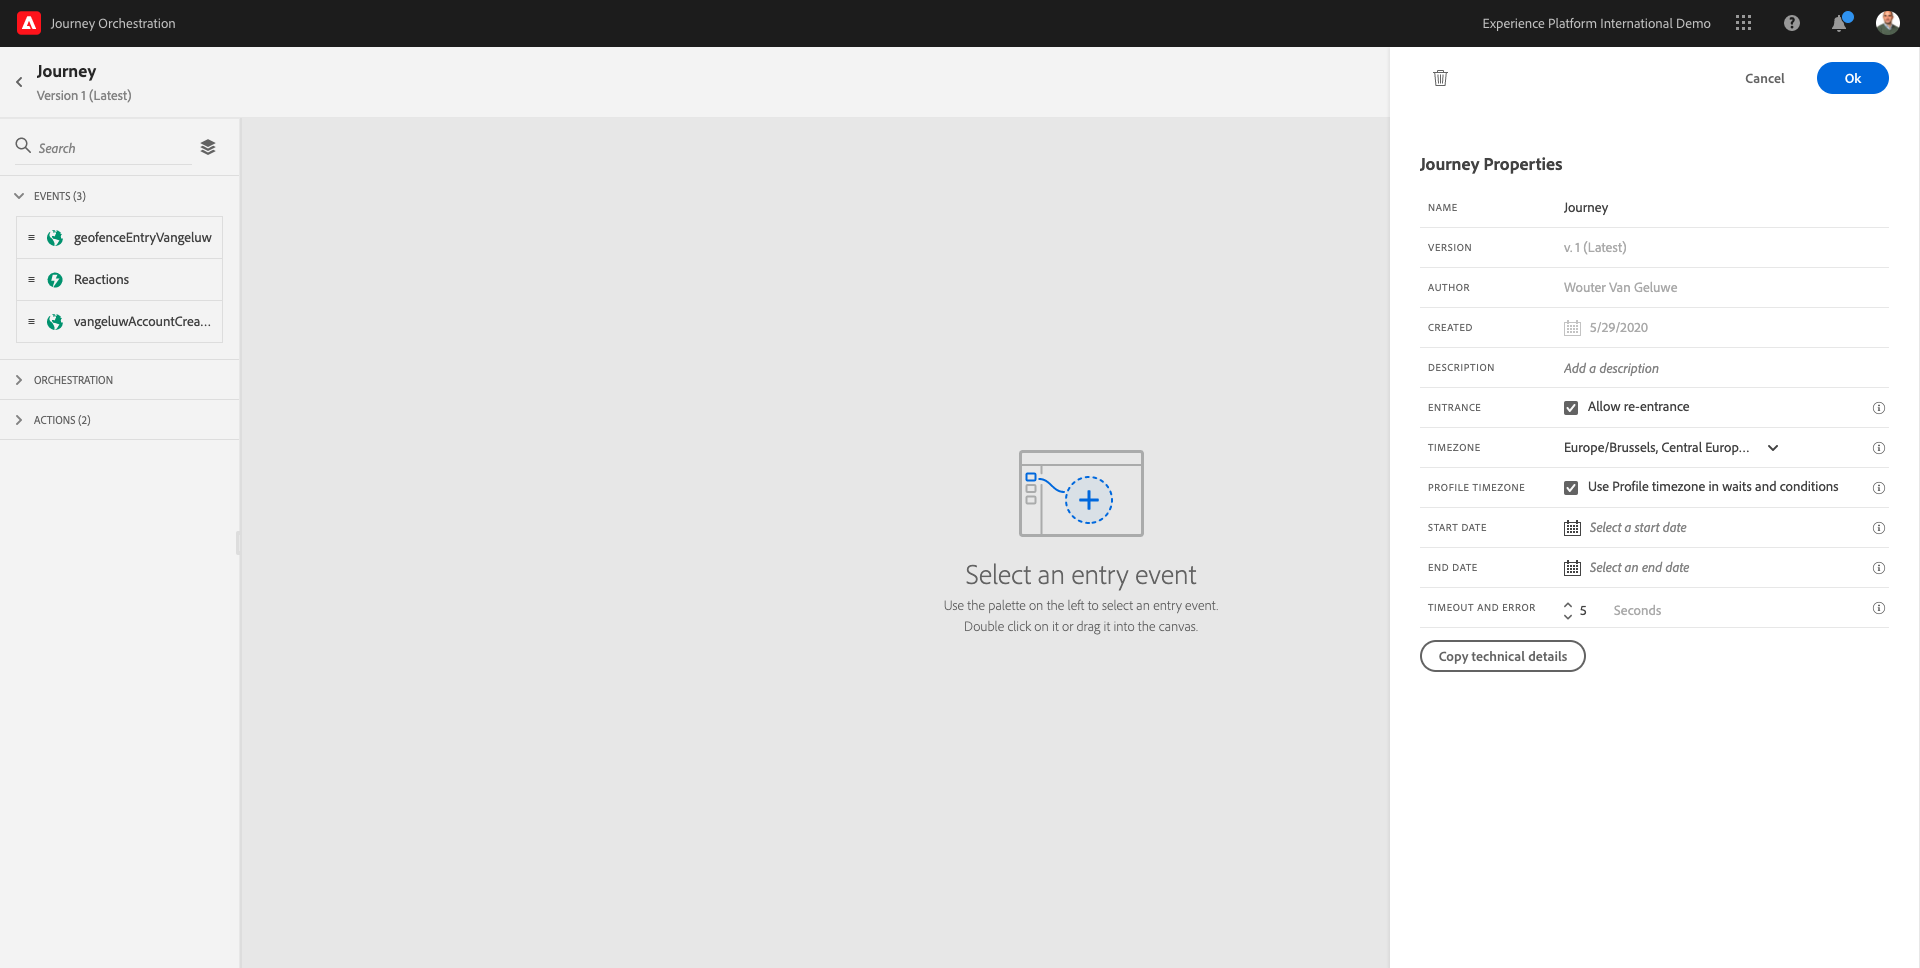 Journey Orchestration
Experience Platform International Demo
Journey
Version 1 (Latest)
Search
EVENTS (3)
geofenceEntryVangeluw
Reactions
vangeluwAccountCrea...
ORCHESTRATION
ACTIONS (2)
Select an entry event
Use the palette on the left to select an entry event.
Double click on it or drag it into the canvas.
Cancel
Ok
Journey Properties
NAME Journey
VERSION v. 1 (Latest)
AUTHOR Wouter Van Geluwe
CREATED 5/29/2020
DESCRIPTION Add a description
ENTRANCE Allow re-entrance
TIMEZONE Europe/Brussels, Central Europ...
PROFILE TIMEZONE Use Profile timezone in waits and conditions
START DATE Select a start date
END DATE Select an end date
TIMEOUT AND ERROR 5 Seconds
Copy technical details